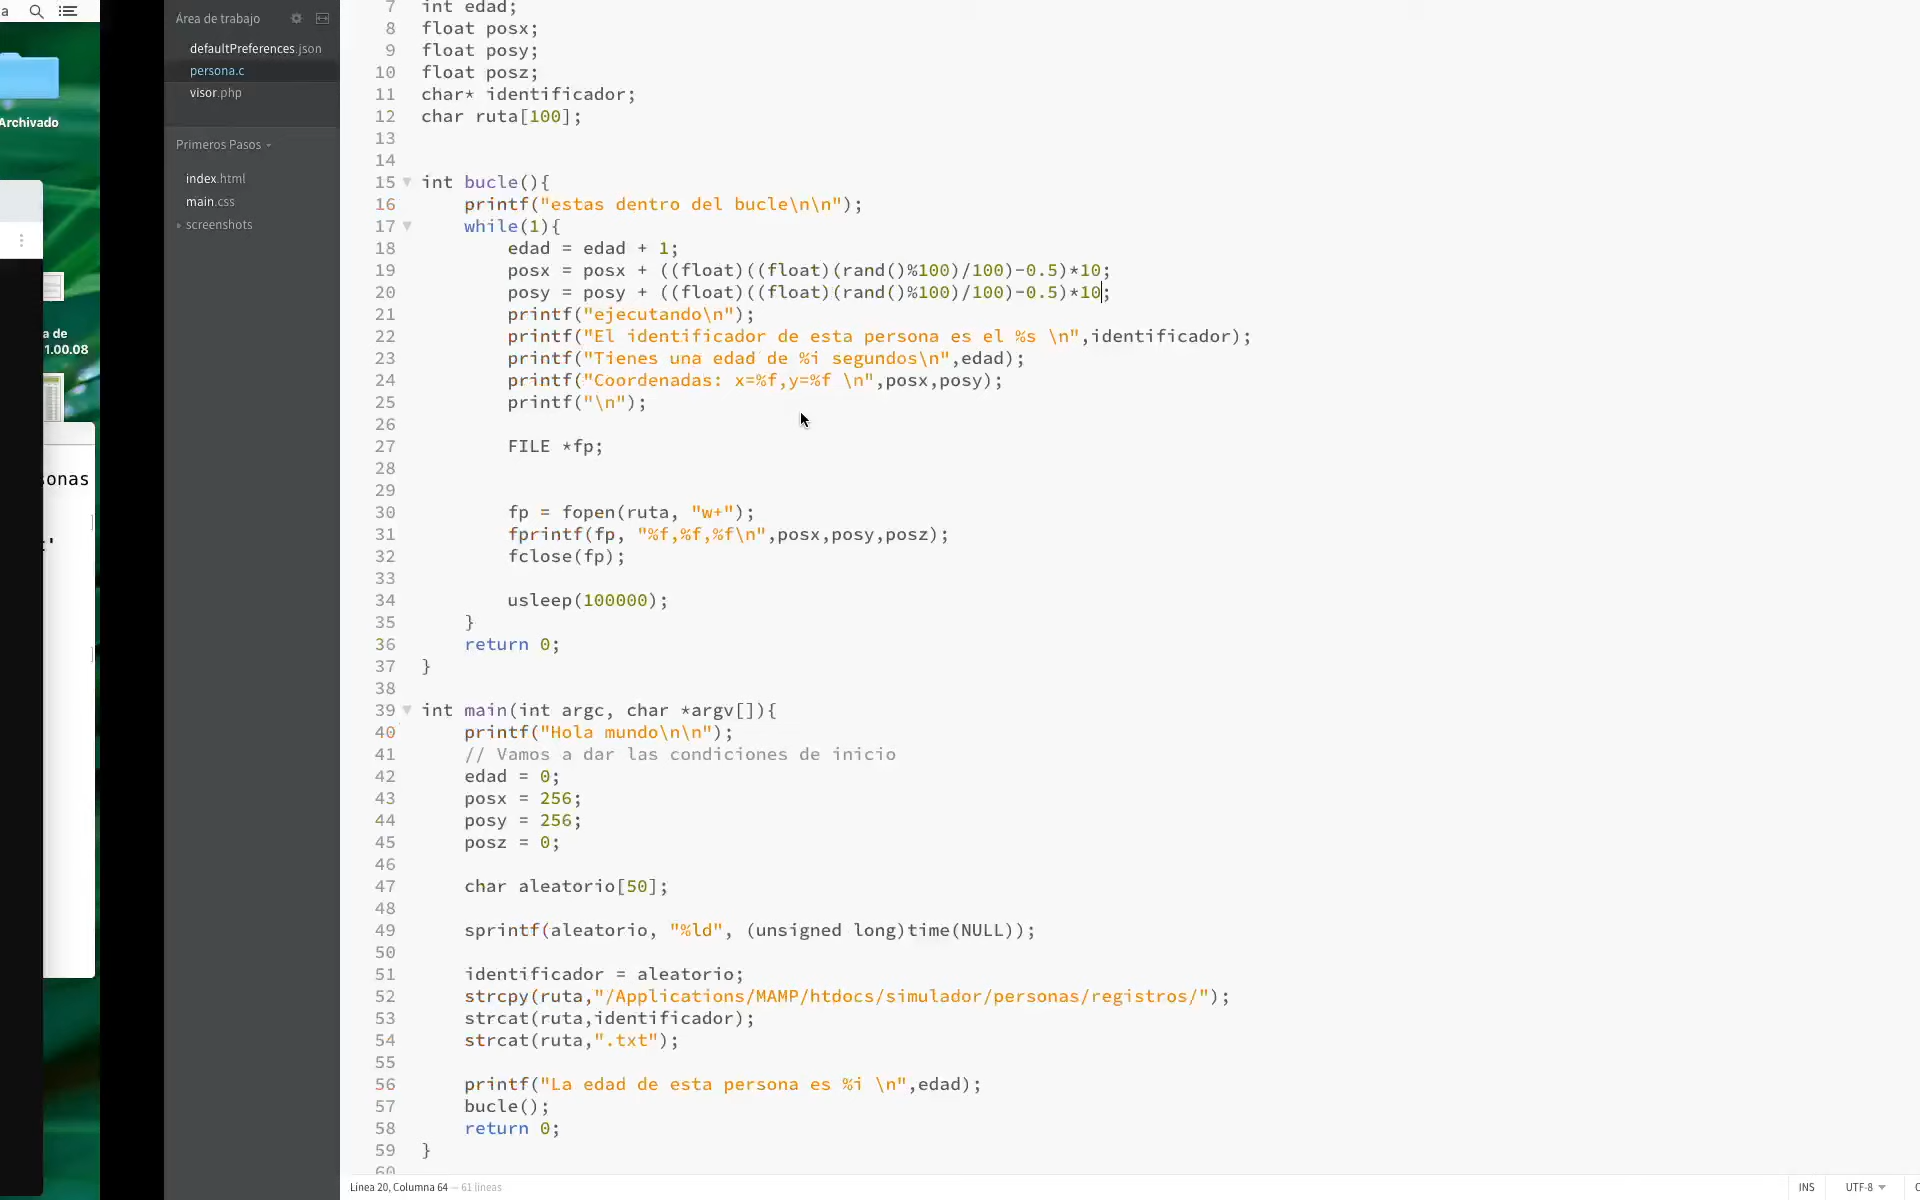 a
Archivado
a de
1.00.08
sonas
Área de trabajo
defaultPreferences.json
persona.c
visor.php
Primeros Pasos
index.html
main.css
screenshots
7 int edad;
8 float posx;
9 float posy;
10 float posz;
11 char* identificador;
12 char ruta[100];
13
14
15 int bucle(){
16 printf("estas dentro del bucle\n\n");
17 while(1){
18 edad = edad + 1;
19 posx = posx + ((float)((float)(rand()%100)/100)-0.5)*10;
20 posy = posy + ((float)((float)(rand()%100)/100)-0.5)*10;
21 printf("ejecutando\n");
22 printf("El identificador de esta persona es el %s \n",identificador);
23 printf("Tienes una edad de %i segundos\n",edad);
24 printf("Coordenadas: x=%f,y=%f \n",posx,posy);
25 printf("\n");
26
27 FILE *fp;
28
29
30 fp = fopen(ruta, "w+");
31 fprintf(fp, "%f,%f,%f\n",posx,posy,posz);
32 fclose(fp);
33
34 usleep(100000);
35 }
36 return 0;
37 }
38
39 int main(int argc, char *argv[]){
40 printf("Hola mundo\n\n");
41 // Vamos a dar las condiciones de inicio
42 edad = 0;
43 posx = 256;
44 posy = 256;
45 posz = 0;
46
47 char aleatorio[50];
48
49 sprintf(aleatorio, "%ld", (unsigned long)time(NULL));
50
51 identificador = aleatorio;
52 strcpy(ruta,"/Applications/MAMP/htdocs/simulador/personas/registros/");
53 strcat(ruta,identificador);
54 strcat(ruta,".txt");
55
56 printf("La edad de esta persona es %i \n",edad);
57 bucle();
58 return 0;
59 }
60
Línea 20, Columna 64 — 61 líneas
INS
UTF-8